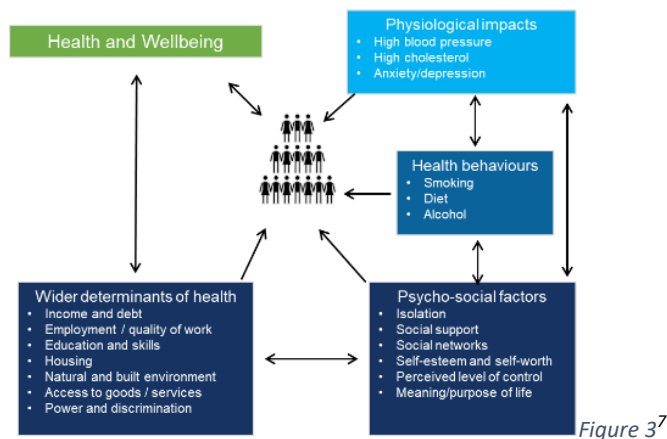 Health and Wellbeing
Physiological impacts
• High blood pressure
• High cholesterol
• Anxiety/depression
Health behaviours
• Smoking
• Diet
• Alcohol
Wider determinants of health
• Income and debt
• Employment / quality of work
• Education and skills
• Housing
• Natural and built environment
• Access to goods / services
• Power and discrimination
Psycho-social factors
• Isolation
• Social support
• Social networks
• Self-esteem and self-worth
• Perceived level of control
• Meaning/purpose of life
Figure 3⁷